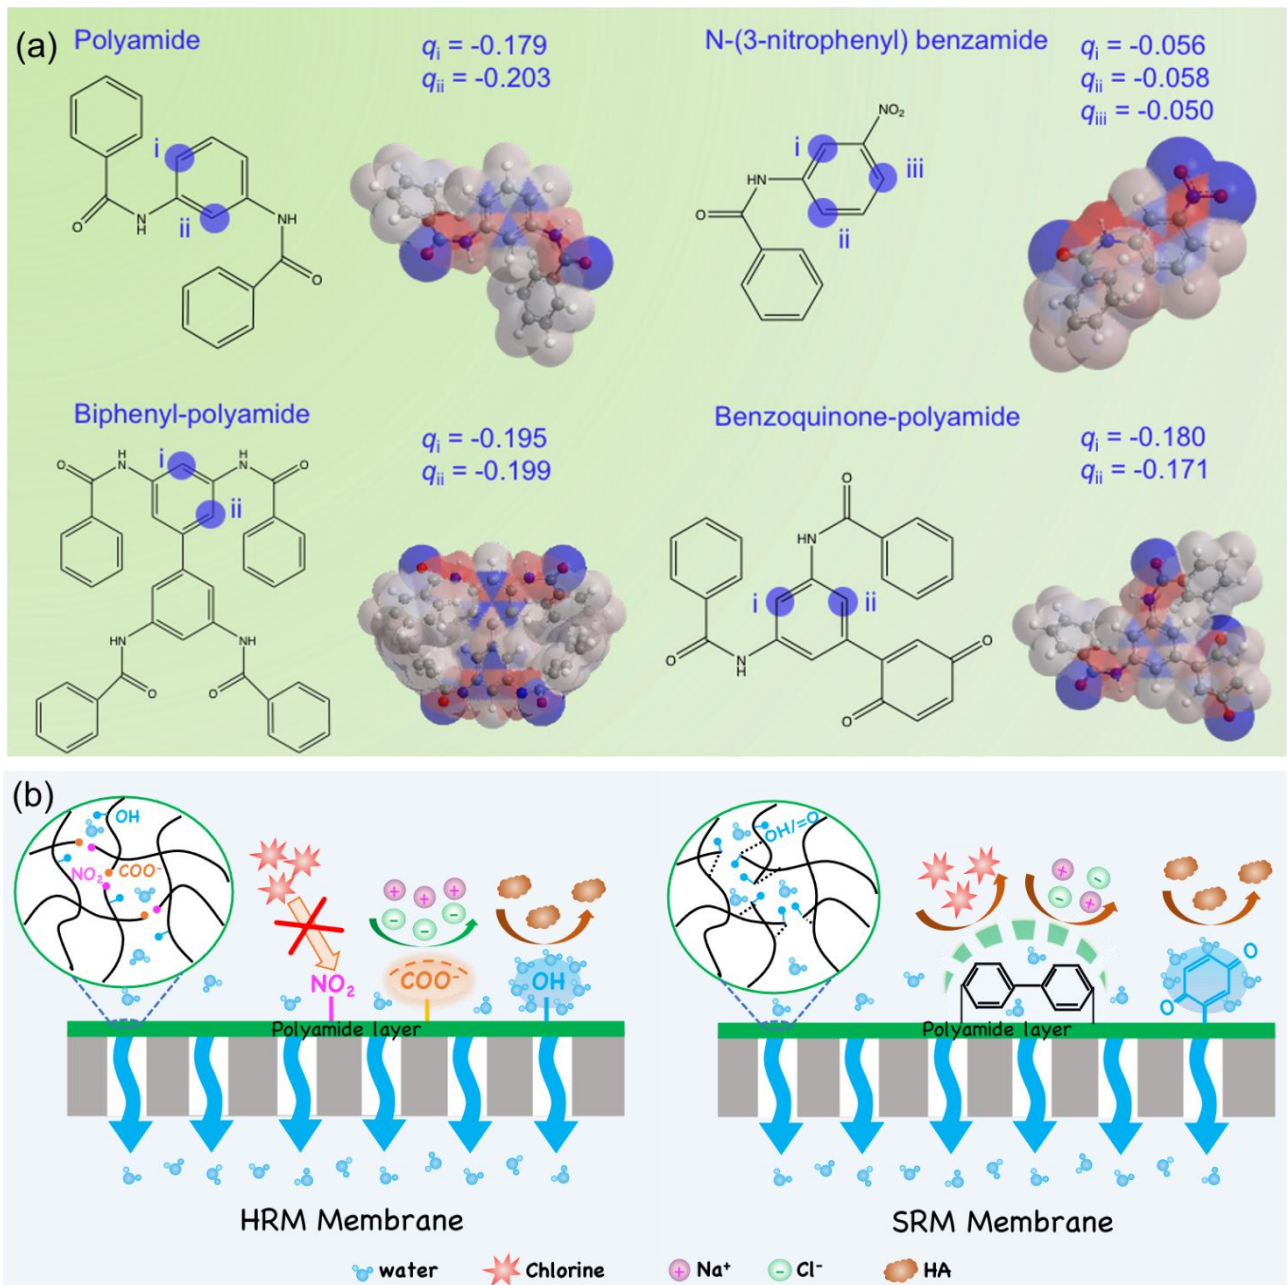 (a)
Polyamide
qi = -0.179
qii = -0.203
i
ii
O
N
H
NH
O
N-(3-nitrophenyl) benzamide
qi = -0.056
qii = -0.058
qiii = -0.050
NO2
i
iii
HN
O
ii
Biphenyl-polyamide
qi = -0.195
qii = -0.199
O
H
N
i
H
N
O
ii
HN
NH
O
O
Benzoquinone-polyamide
qi = -0.180
qii = -0.171
O
HN
i
ii
O
N
H
O
O
(b)
OH
NO2
COO-
NO2
COO-
OH
Polyamide layer
HRM Membrane
OH/=O
O
O
Polyamide layer
SRM Membrane
water
Chlorine
Na+
Cl-
HA